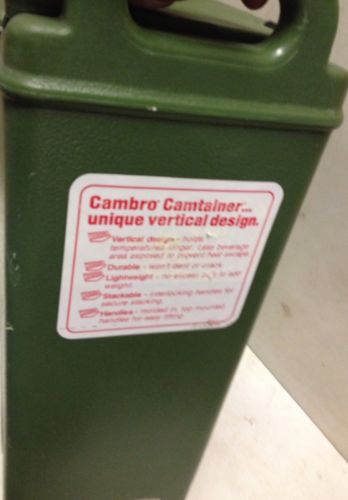 Cambro® Camtainer®...
unique vertical design.
Vertical design - holds
temperatures longer. Less beverage
area exposed to prevent heat escape.
Durable - won't dent or crack.
Lightweight - no excess to add
weight.
Stackable - interlocking handles for
secure stacking.
Handles - molded in, top mounted
handles for easy lifting.